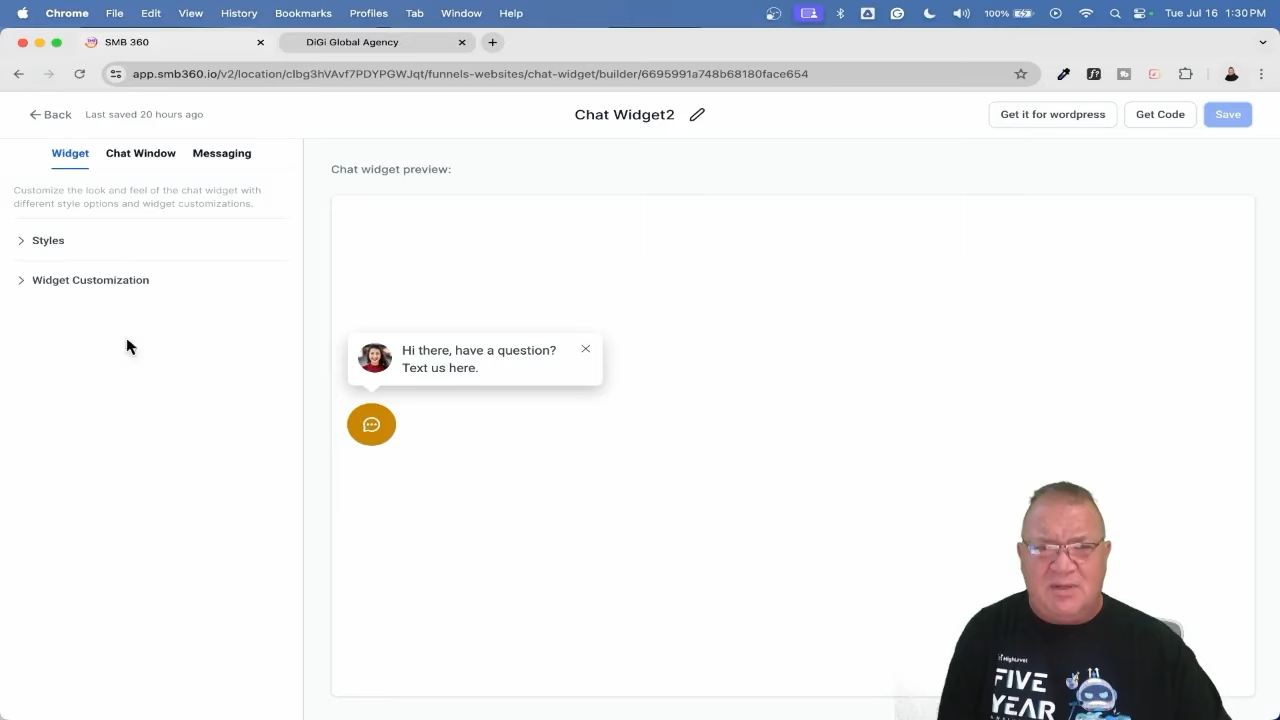 File Edit View History Bookmarks Profiles Tab Window Help 100% Tue Jul 16 1:30 PM
SMB 360
DiGi Global Agency
app.smb360.io/v2/location/clbg3hVAvf7PDYPGWJqt/funnels-websites/chat-widget/builder/6695991a748b68180face654
Back Last saved 20 hours ago
Chat Widget2
Get it for wordpress
Get Code
Save
Widget Chat Window Messaging
Customize the look and feel of the chat widget with
different style options and widget customizations.
Styles
Widget Customization
Chat widget preview:
Hi there, have a question?
Text us here.
HighLevel
FIVE
YEAR